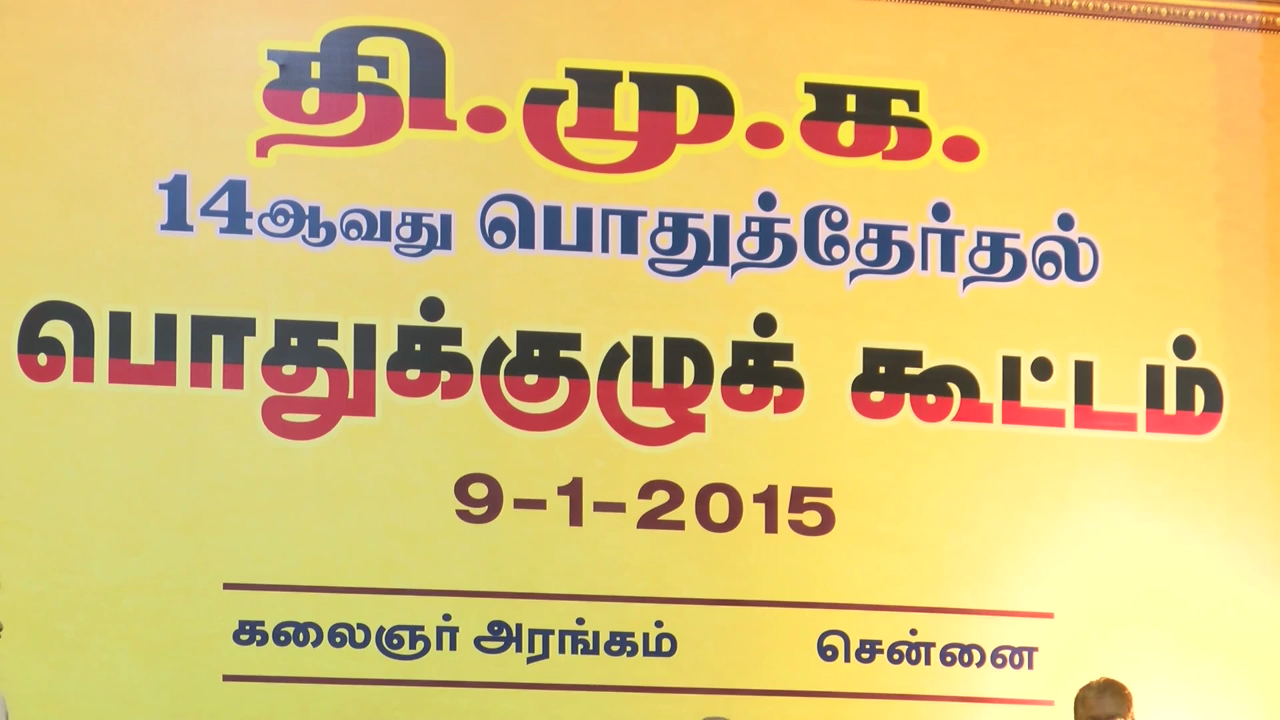 தி.மு.க.
14ஆவது பொதுத்தேர்தல்
பொதுக்குழுக் கூட்டம்
9-1-2015
கலைஞர் அரங்கம் சென்னை